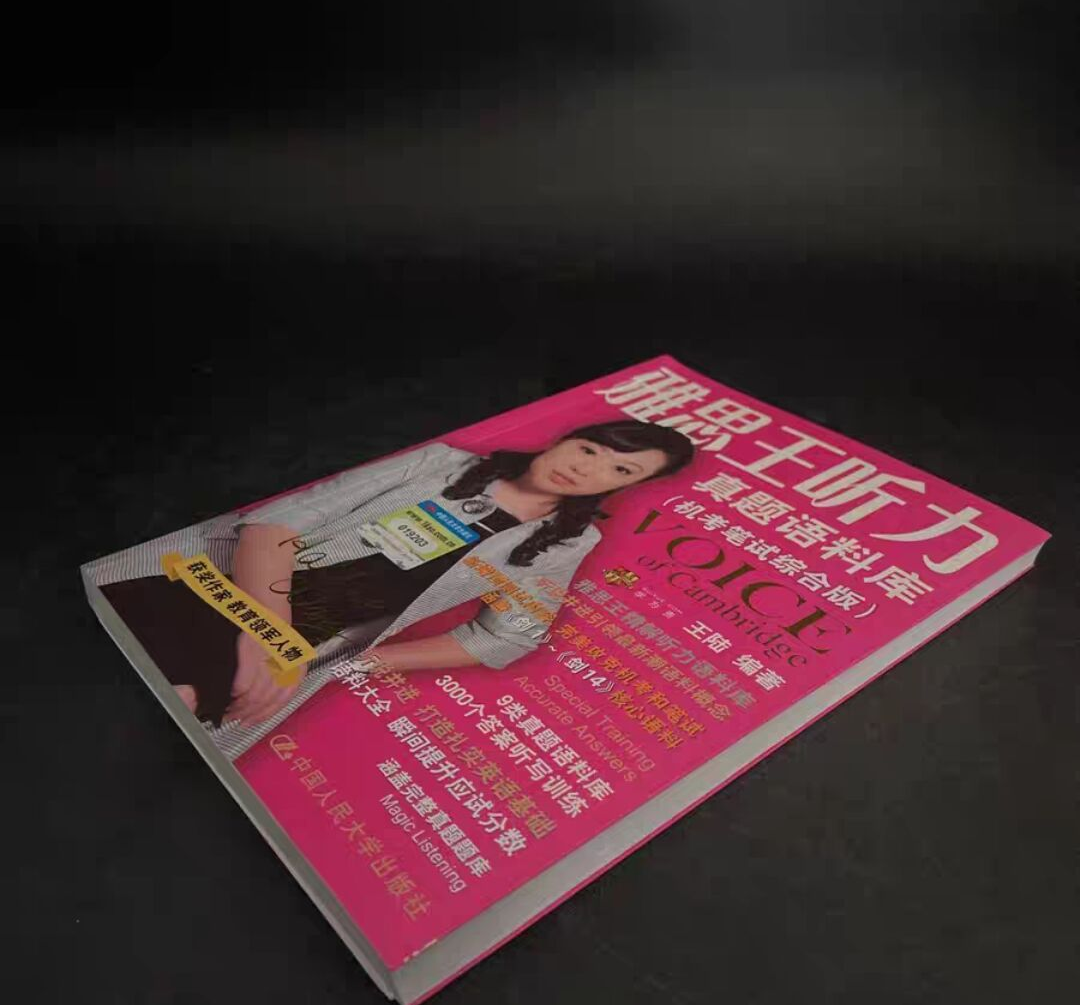 雅思王听力
真题语料库
（机考笔试综合版）
VOICE
of Cambridge
学习卡
王陆 编著
雅思王精解听力语料库
听说并进引领最新潮语料概念
完美攻克机考和笔试
《剑14》核心语料
Special Training
Accurate Answers
9类真题语料库
3000个答案听写训练
打造扎实英语基础
语料大全 瞬间提升应试分数
涵盖完整真题题库
Magic Listening
019203
获奖作家 教育领军人物
中国人民大学出版社